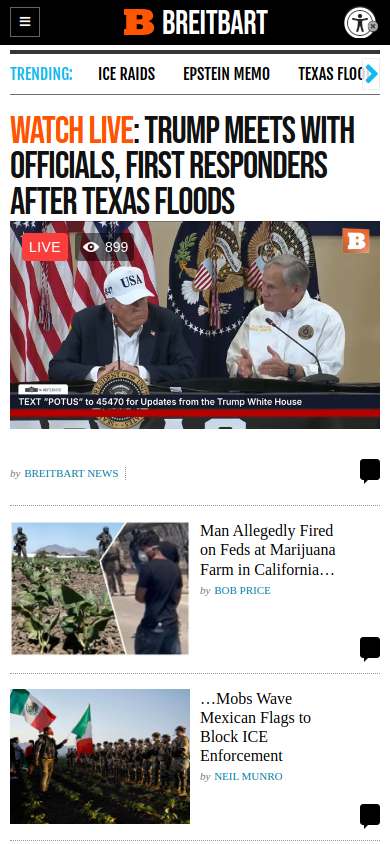 BREITBART
TRENDING:
ICE RAIDS
EPSTEIN MEMO
TEXAS FLOO
WATCH LIVE: TRUMP MEETS WITH
OFFICIALS, FIRST RESPONDERS
AFTER TEXAS FLOODS
LIVE
899
USA
TEXT "POTUS" to 45470 for Updates from the Trump White House
by BREITBART NEWS
Man Allegedly Fired
on Feds at Marijuana
Farm in California…
by BOB PRICE
…Mobs Wave
Mexican Flags to
Block ICE
Enforcement
by NEIL MUNRO